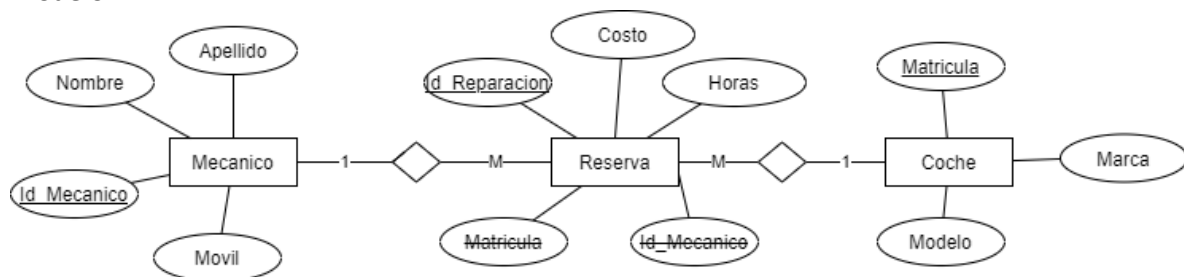 Costo
Apellido
Matricula
Nombre
Id_Reparacion
Horas
Mecanico
1
M
Reserva
M
1
Coche
Marca
Id_Mecanico
Matricula
Id_Mecanico
Movil
Modelo